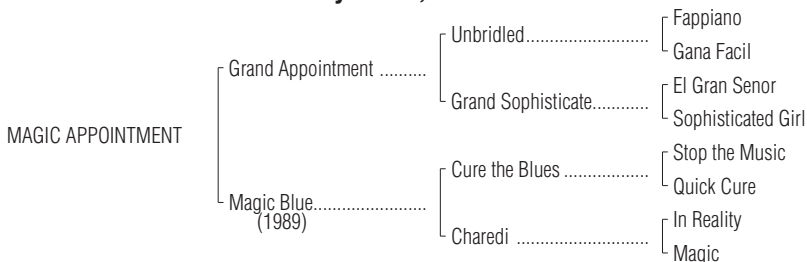 Fappiano
Unbridled..........................
Gana Facil
Grand Appointment ..........
El Gran Senor
Grand Sophisticate............
Sophisticated Girl
MAGIC APPOINTMENT
Stop the Music
Cure the Blues ..................
Quick Cure
Magic Blue........................
(1989)
In Reality
Charedi ............................
Magic